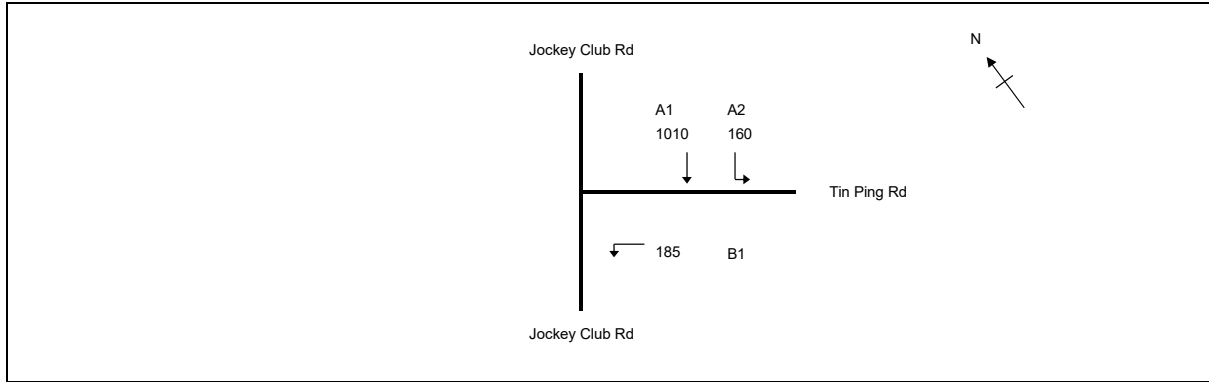 Jockey Club Rd
N
A1 A2
1010 160
Tin Ping Rd
185 B1
Jockey Club Rd